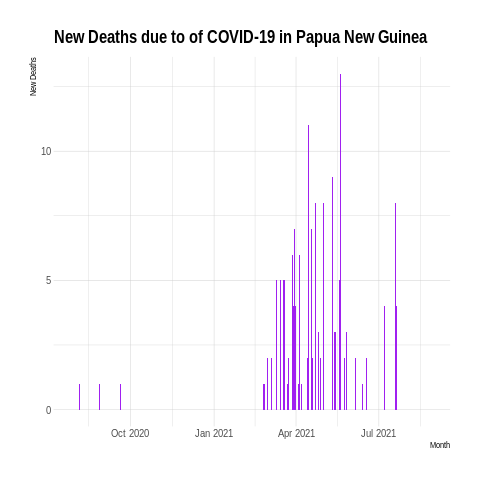 New Deaths due to of COVID-19 in Papua New Guinea
New Deaths
10
5
0
Oct 2020 Jan 2021 Apr 2021 Jul 2021
Month